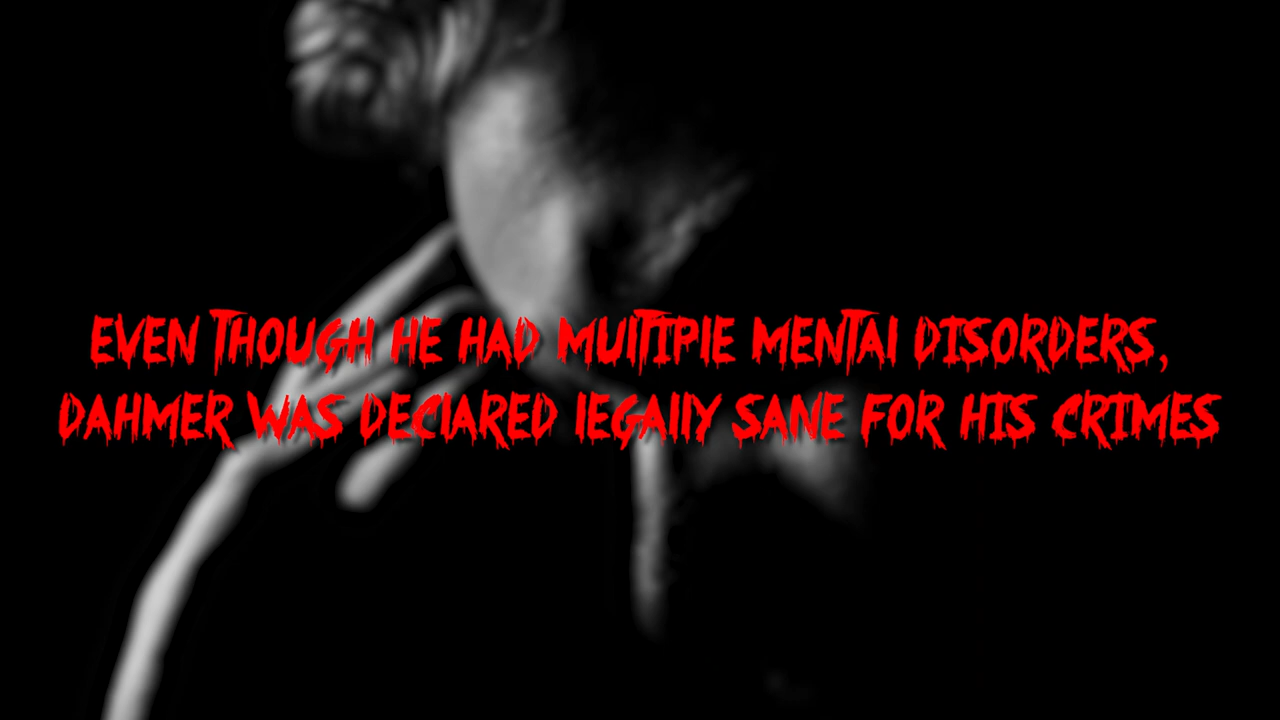 EVEN THOUGH HE HAD MUlTIPlE MENTAl DISORDERS,
DAHMER WAS DEClARED lEGAllY SANE FOR HIS CRIMES